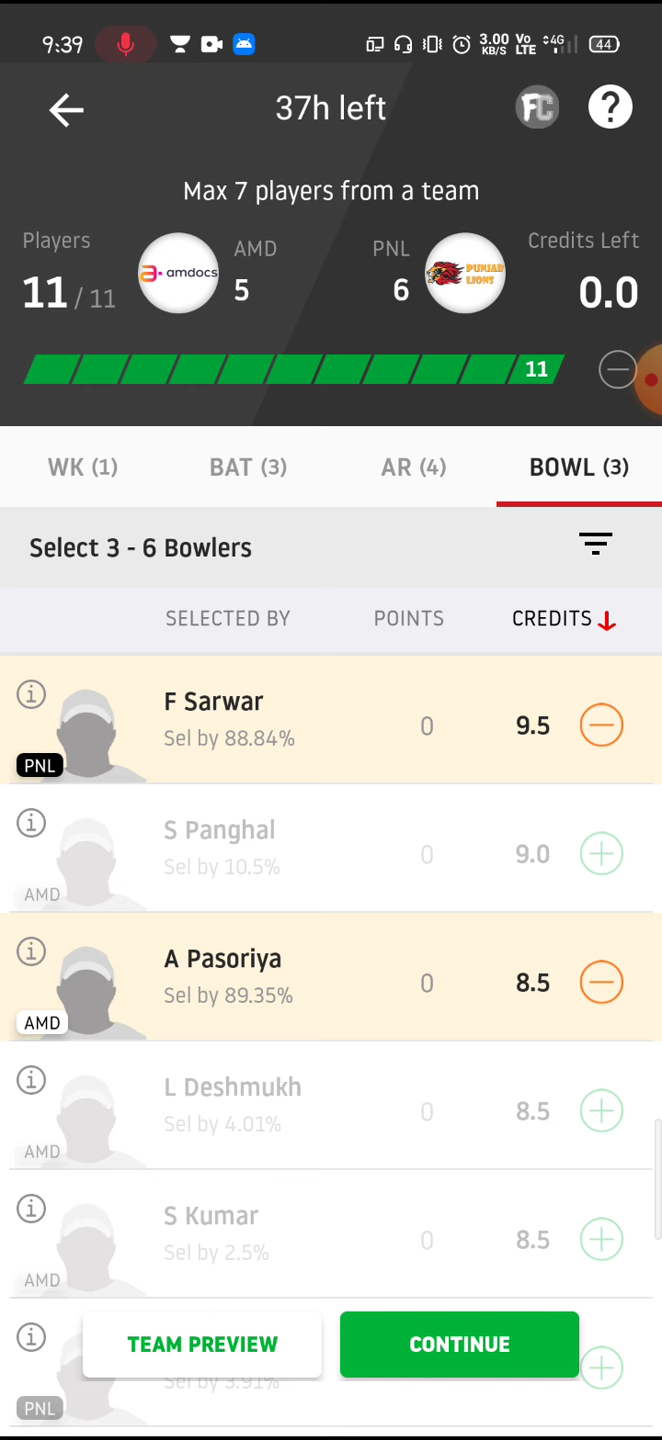 9:39 3.00 KB/S Vo LTE 4G 44
37h left FC ?
Max 7 players from a team
Players AMD PNL Credits Left
11 / 11 a. amdocs 5 6 PUNJAB LIONS 0.0
11
WK (1) BAT (3) AR (4) BOWL (3)
Select 3 - 6 Bowlers
SELECTED BY POINTS CREDITS
F Sarwar
Sel by 88.84% 0 9.5
PNL
S Panghal
Sel by 10.5% 0 9.0
AMD
A Pasoriya
Sel by 89.35% 0 8.5
AMD
L Deshmukh
Sel by 4.01% 0 8.5
AMD
S Kumar
Sel by 2.5% 0 8.5
AMD
TEAM PREVIEW CONTINUE
Sel by 3.91%
PNL